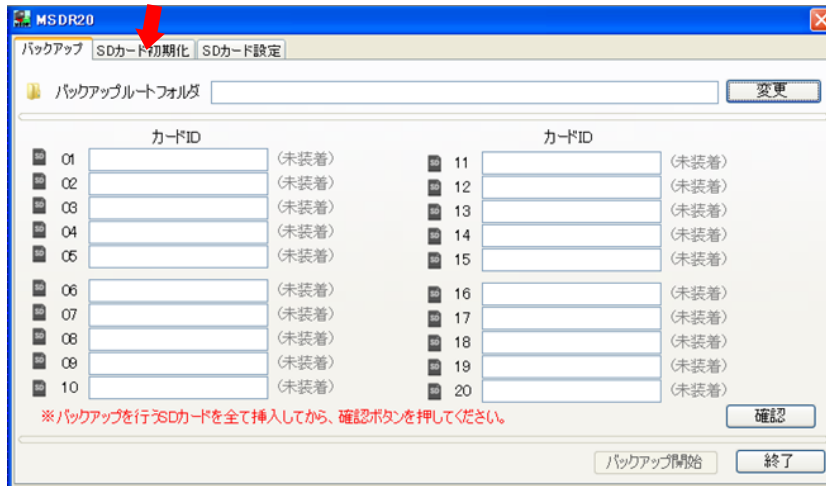 MSDR20
バックアップ SDカード初期化 SDカード設定
バックアップルートフォルダ 変更
カードID カードID
01 (未装着) 11 (未装着)
02 (未装着) 12 (未装着)
03 (未装着) 13 (未装着)
04 (未装着) 14 (未装着)
05 (未装着) 15 (未装着)
06 (未装着) 16 (未装着)
07 (未装着) 17 (未装着)
08 (未装着) 18 (未装着)
09 (未装着) 19 (未装着)
10 (未装着) 20 (未装着)
※バックアップを行うSDカードを全て挿入してから、確認ボタンを押してください。 確認
バックアップ開始 終了